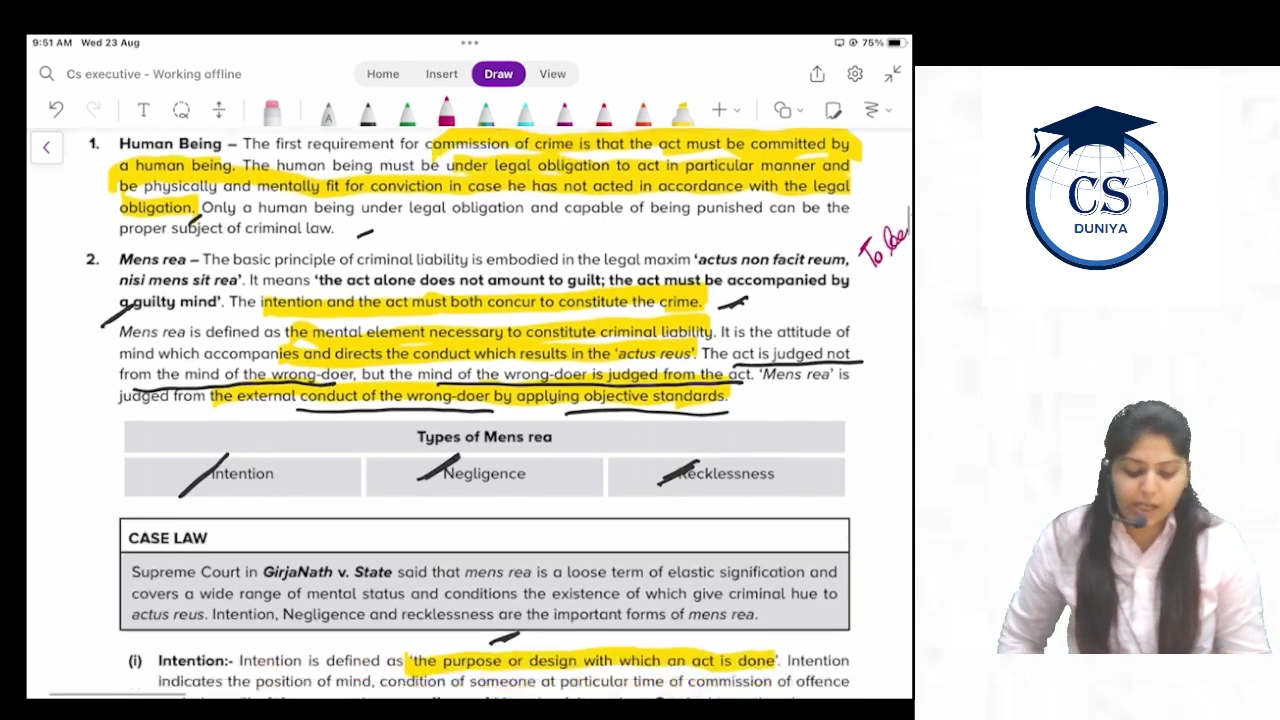 9:51 AM Wed 23 Aug
75%
Cs executive - Working offline
Home Insert Draw View
1. Human Being – The first requirement for commission of crime is that the act must be committed by
a human being. The human being must be under legal obligation to act in particular manner and
be physically and mentally fit for conviction in case he has not acted in accordance with the legal
obligation. Only a human being under legal obligation and capable of being punished can be the
proper subject of criminal law.
To be
2. Mens rea – The basic principle of criminal liability is embodied in the legal maxim ‘actus non facit reum,
nisi mens sit rea’. It means ‘the act alone does not amount to guilt; the act must be accompanied by
a guilty mind’. The intention and the act must both concur to constitute the crime.
Mens rea is defined as the mental element necessary to constitute criminal liability. It is the attitude of
mind which accompanies and directs the conduct which results in the ‘actus reus’. The act is judged not
from the mind of the wrong-doer, but the mind of the wrong-doer is judged from the act. ‘Mens rea’ is
judged from the external conduct of the wrong-doer by applying objective standards.
Types of Mens rea
Intention Negligence Recklessness
CASE LAW
Supreme Court in GirjaNath v. State said that mens rea is a loose term of elastic signification and
covers a wide range of mental status and conditions the existence of which give criminal hue to
actus reus. Intention, Negligence and recklessness are the important forms of mens rea.
(i) Intention:- Intention is defined as ‘the purpose or design with which an act is done’. Intention
indicates the position of mind, condition of someone at particular time of commission of offence
CS
DUNIYA